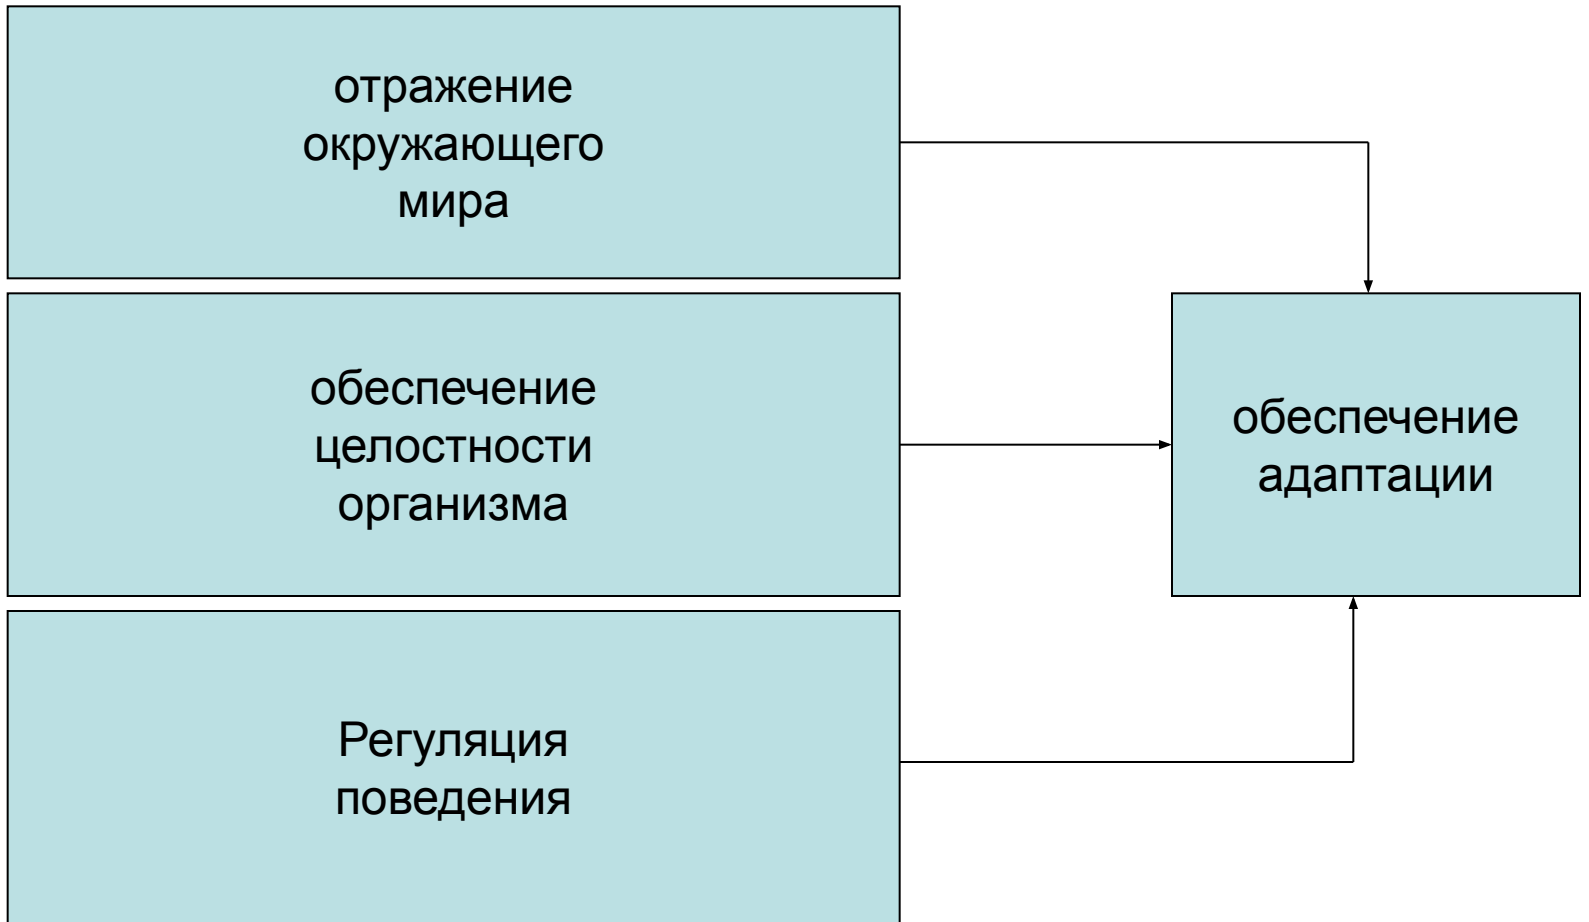 отражение
окружающего
мира
обеспечение
целостности
организма
обеспечение
адаптации
Регуляция
поведения